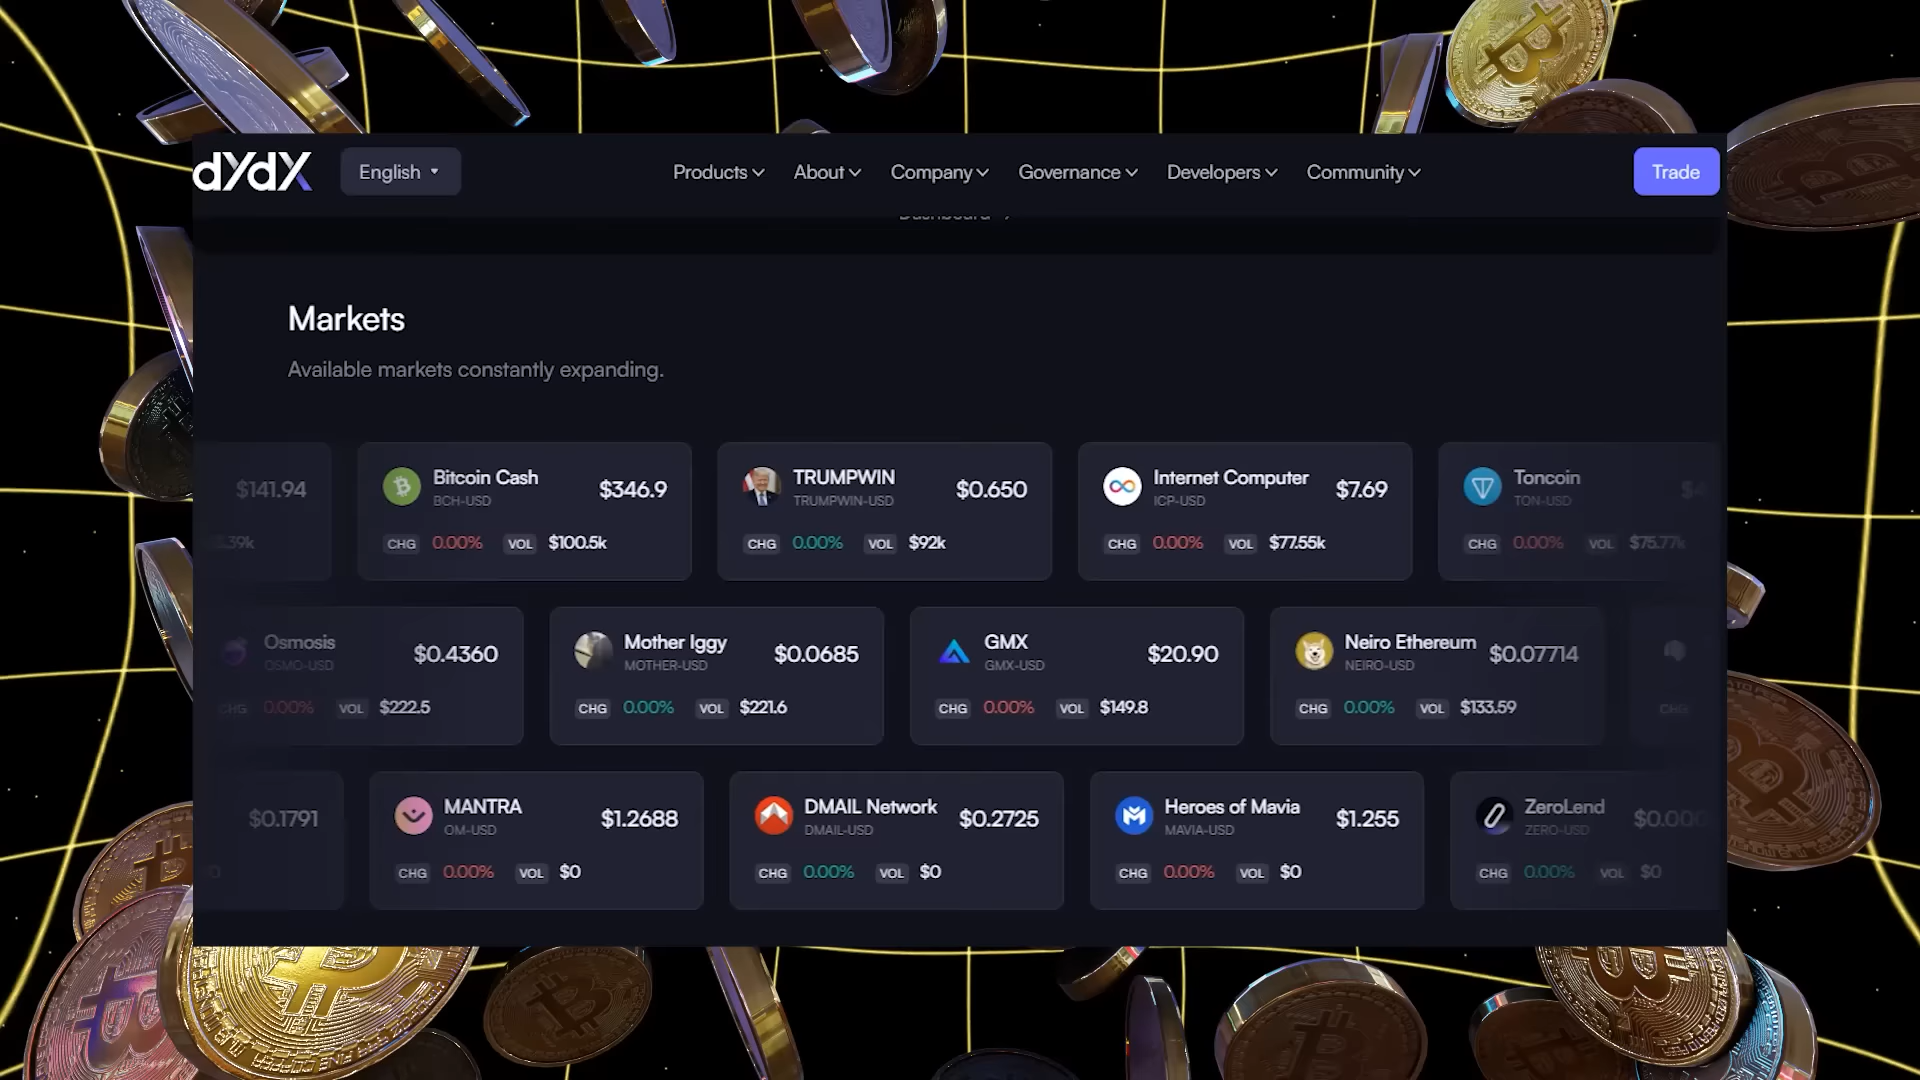 dYdX
English
Products
About
Company
Governance
Developers
Community
Trade
Markets
Available markets constantly expanding.
$141.94
Bitcoin Cash
BCH-USD
$346.9
CHG 0.00% VOL $100.5k
TRUMPWIN
TRUMPWIN-USD
$0.650
CHG 0.00% VOL $92k
Internet Computer
ICP-USD
$7.69
CHG 0.00% VOL $77.55k
Toncoin
TON-USD
CHG 0.00% VOL $75.77k
Osmosis
OSMO-USD
$0.4360
CHG 0.00% VOL $222.5
Mother Iggy
MOTHER-USD
$0.0685
CHG 0.00% VOL $221.6
GMX
GMX-USD
$20.90
CHG 0.00% VOL $149.8
Neiro Ethereum
NEIRO-USD
$0.07714
CHG 0.00% VOL $133.59
CHG
$0.1791
MANTRA
OM-USD
$1.2688
CHG 0.00% VOL $0
DMAIL Network
DMAIL-USD
$0.2725
CHG 0.00% VOL $0
Heroes of Mavia
MAVIA-USD
$1.255
CHG 0.00% VOL $0
ZeroLend
ZERO-USD
$0.000
CHG 0.00% VOL $0